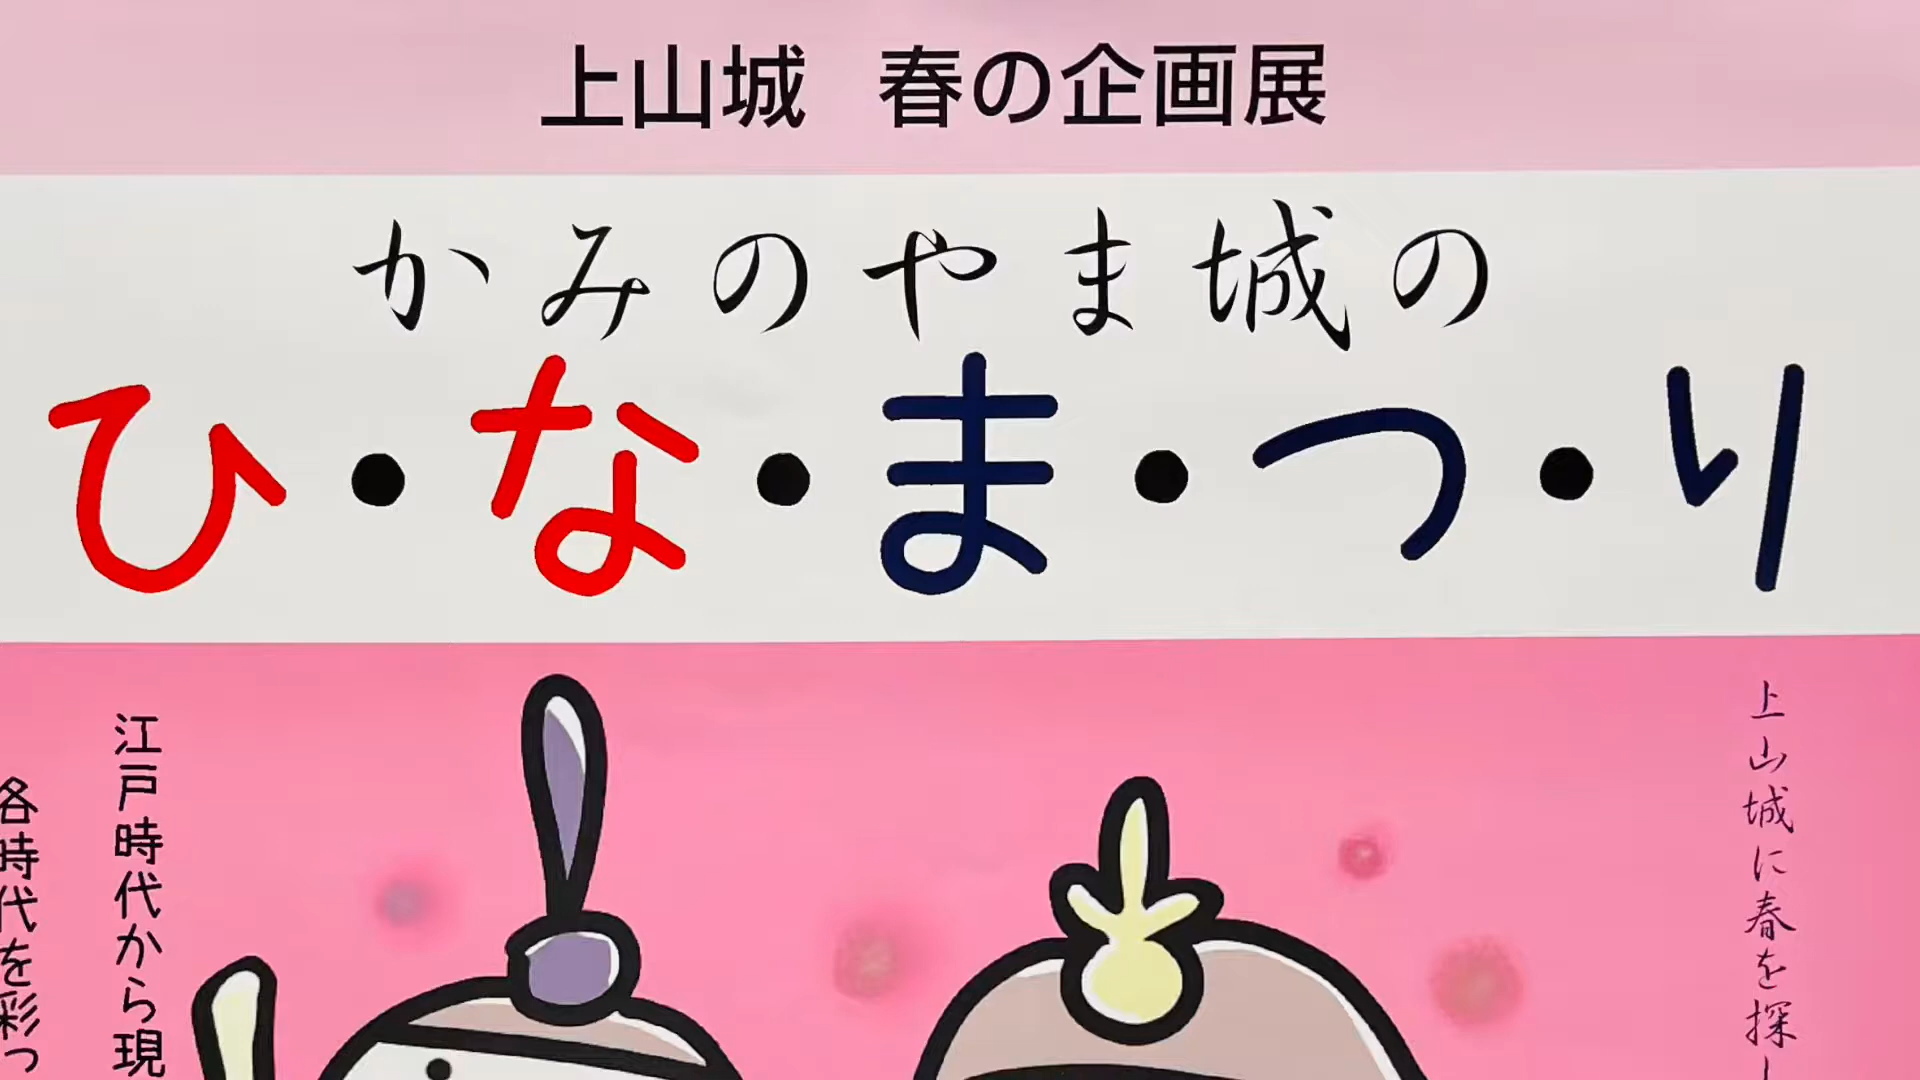 上山城 春の企画展
かみのやま城の
ひ・な・ま・つ・り
上山城に春を探し
江戸時代から現
各時代を彩っ